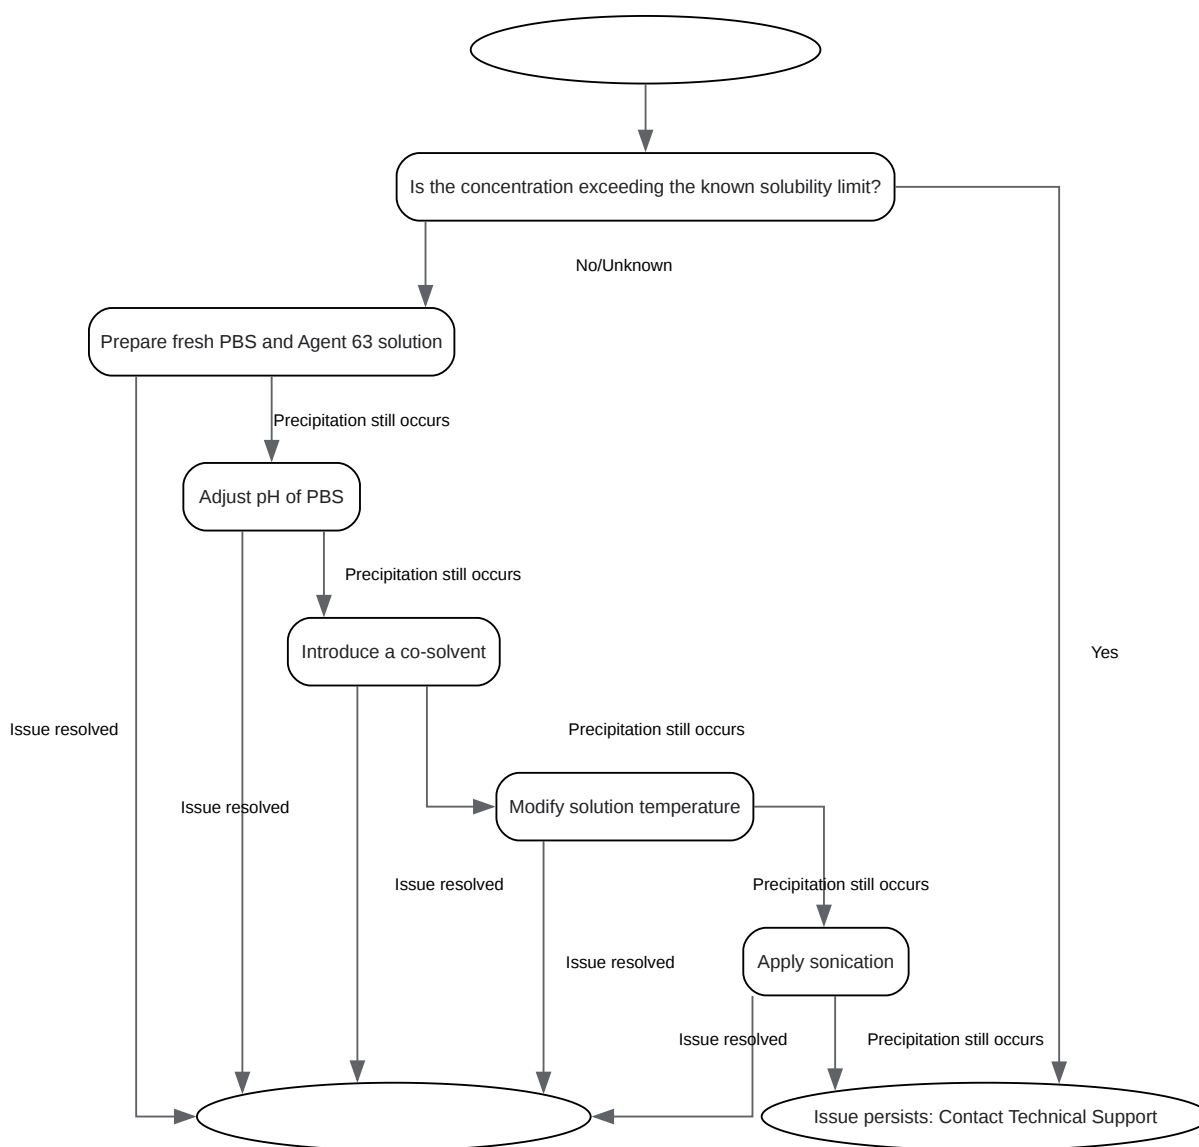 Is the concentration exceeding the known solubility limit?
No/Unknown
Prepare fresh PBS and Agent 63 solution
Precipitation still occurs
Adjust pH of PBS
Precipitation still occurs
Introduce a co-solvent
Yes
Issue resolved
Precipitation still occurs
Issue resolved
Modify solution temperature
Issue resolved
Precipitation still occurs
Issue resolved
Apply sonication
Issue resolved
Precipitation still occurs
Issue persists: Contact Technical Support